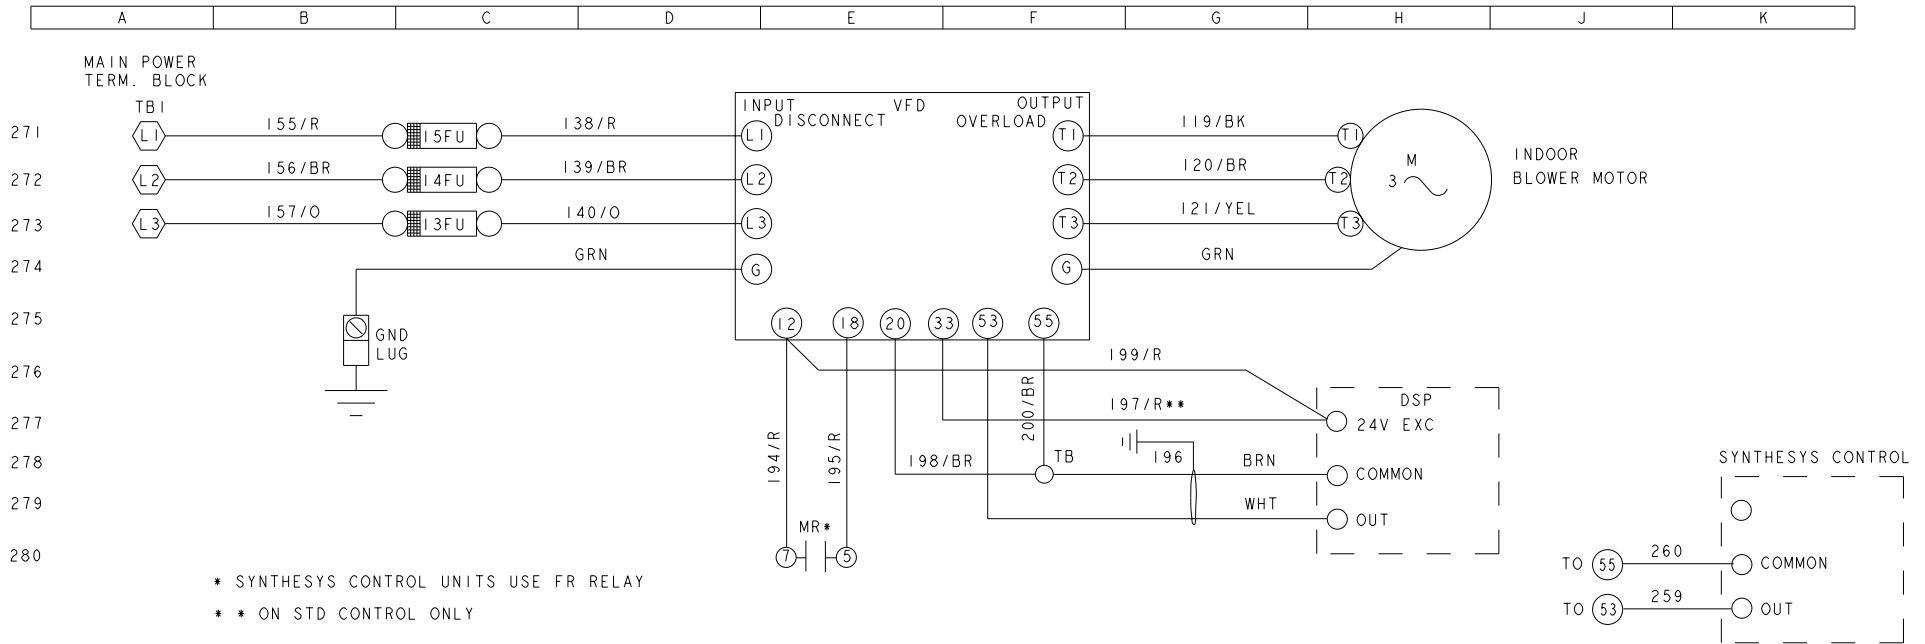 A B C D E F G H J K
MAIN POWER
TERM. BLOCK
TB1
INPUT VFD OUTPUT
DISCONNECT OVERLOAD
271 L1 155/R 15FU 138/R L1 T1 119/BK T1
272 L2 156/BR 14FU 139/BR L2 T2 120/BR T2
M
3
INDOOR
BLOWER MOTOR
273 L3 157/O 13FU 140/O L3 T3 121/YEL T3
274 GRN G G GRN
275 12 18 20 33 53 55
GND
LUG
276 199/R
DSP
277 197/R** 24V EXC
194/R 195/R 200/BR
278 198/BR TB 196 BRN COMMON
SYNTHESYS CONTROL
279 WHT OUT
MR*
280 7 5
TO 55 260 COMMON
TO 53 259 OUT
* SYNTHESYS CONTROL UNITS USE FR RELAY
* * ON STD CONTROL ONLY